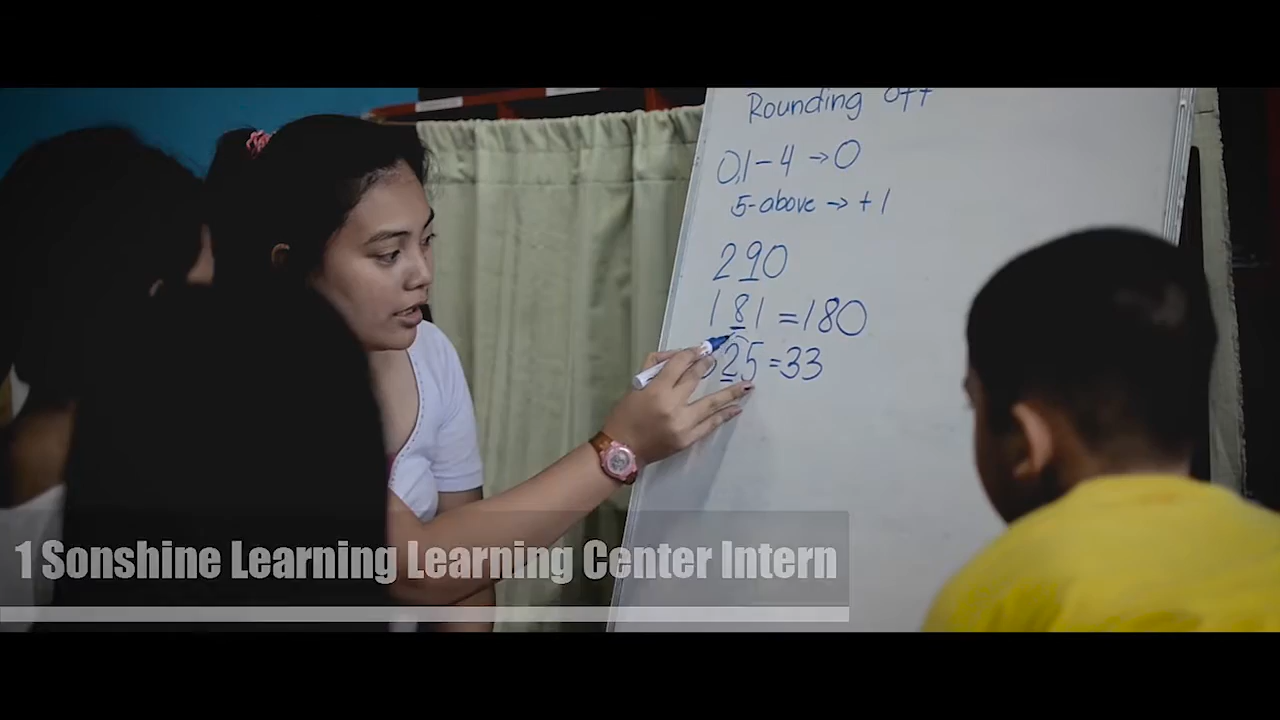 Rounding off
0,1-4 → 0
5-above → +1
290
181 = 180
25 = 33
1 Sonshine Learning Learning Center Intern